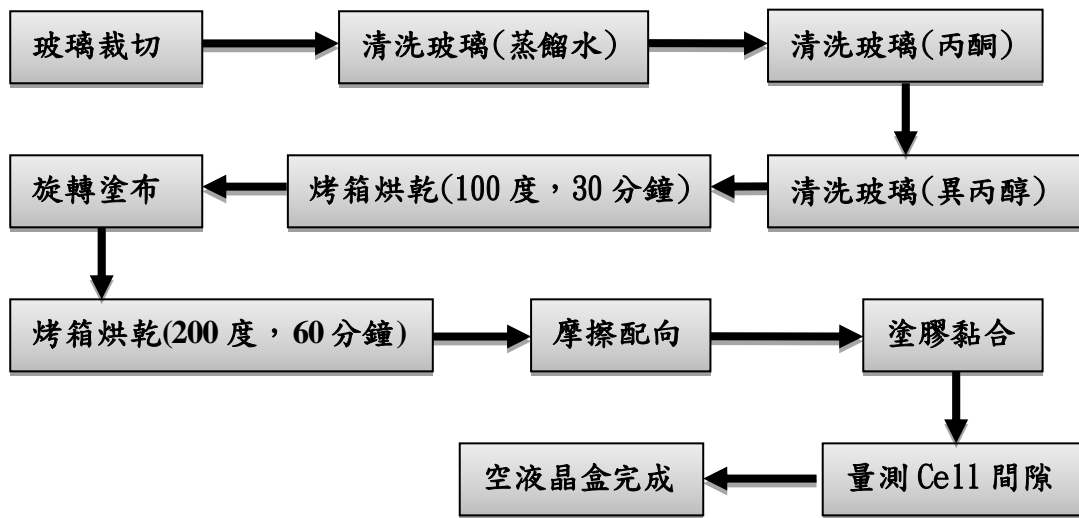 玻璃裁切
清洗玻璃(蒸餾水)
清洗玻璃(丙酮)
清洗玻璃(異丙醇)
烤箱烘乾(100 度，30 分鐘)
旋轉塗布
烤箱烘乾(200 度，60 分鐘)
摩擦配向
塗膠黏合
量測 Cell 間隙
空液晶盒完成